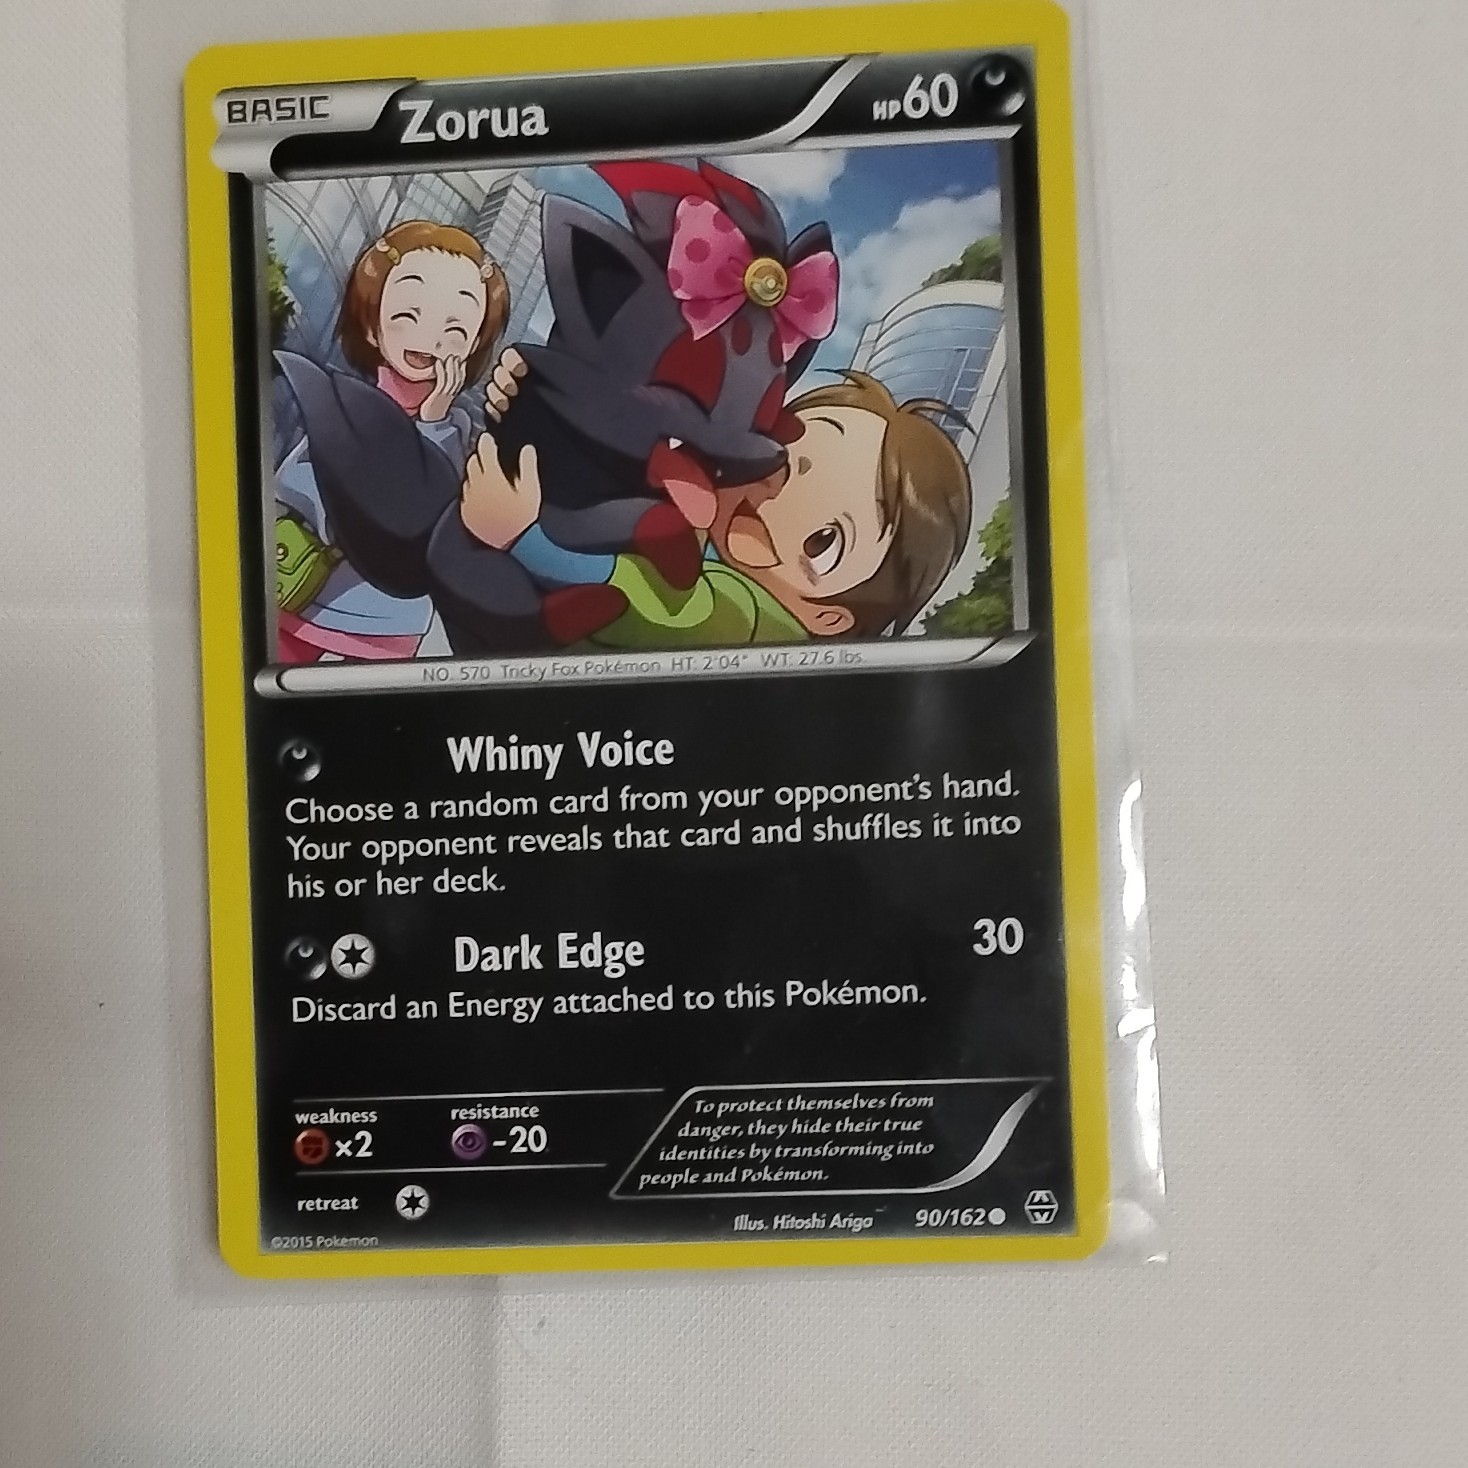 BASIC Zorua HP60
NO. 570 Tricky Fox Pokémon HT: 2'04" WT: 27.6 lbs.
Whiny Voice
Choose a random card from your opponent's hand.
Your opponent reveals that card and shuffles it into
his or her deck.
Dark Edge 30
Discard an Energy attached to this Pokémon.
weakness resistance
×2 -20
retreat
To protect themselves from
danger, they hide their true
identities by transforming into
people and Pokémon.
Illus. Hitoshi Ariga 90/162
©2015 Pokémon